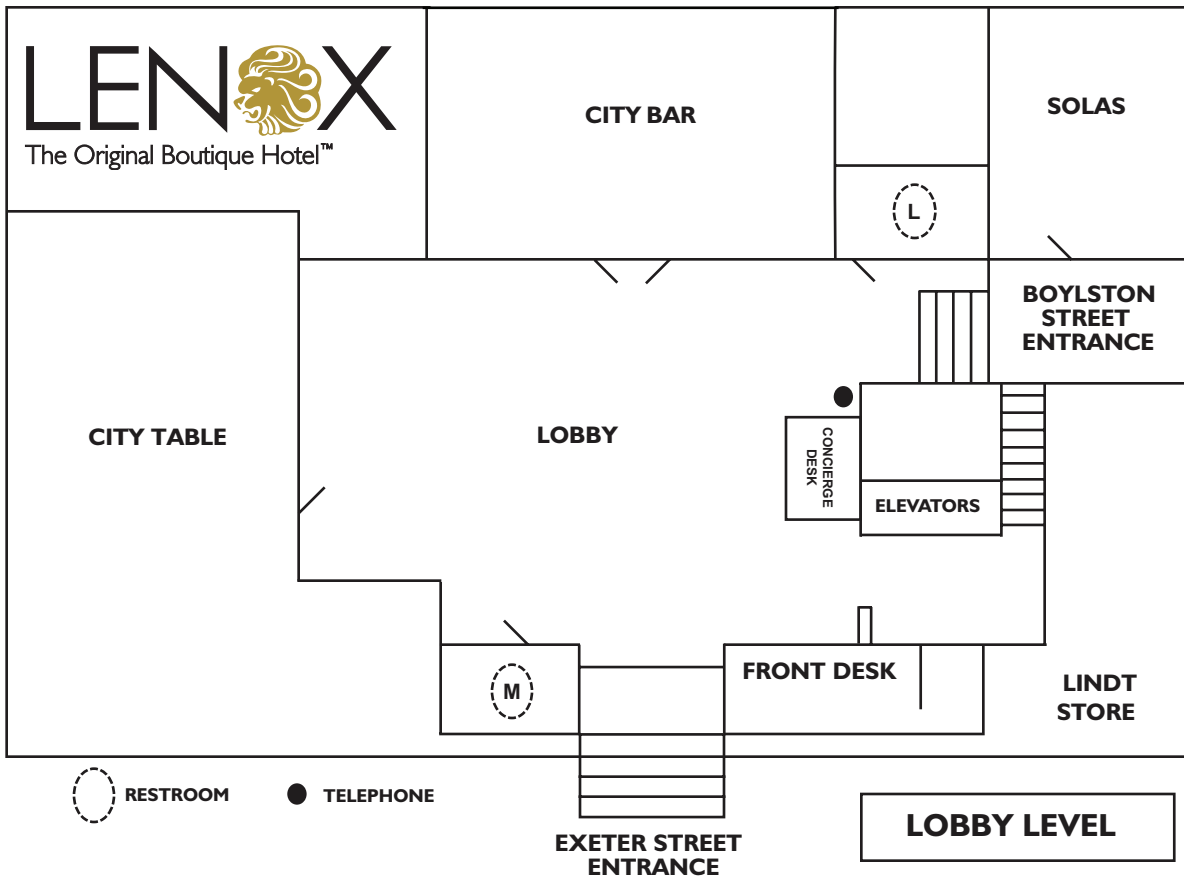 LENOX
The Original Boutique Hotel™
CITY BAR
SOLAS
L
BOYLSTON
STREET
ENTRANCE
CITY TABLE
LOBBY
CONCIERGE
DESK
ELEVATORS
M
FRONT DESK
LINDT
STORE
RESTROOM
TELEPHONE
EXETER STREET
ENTRANCE
LOBBY LEVEL